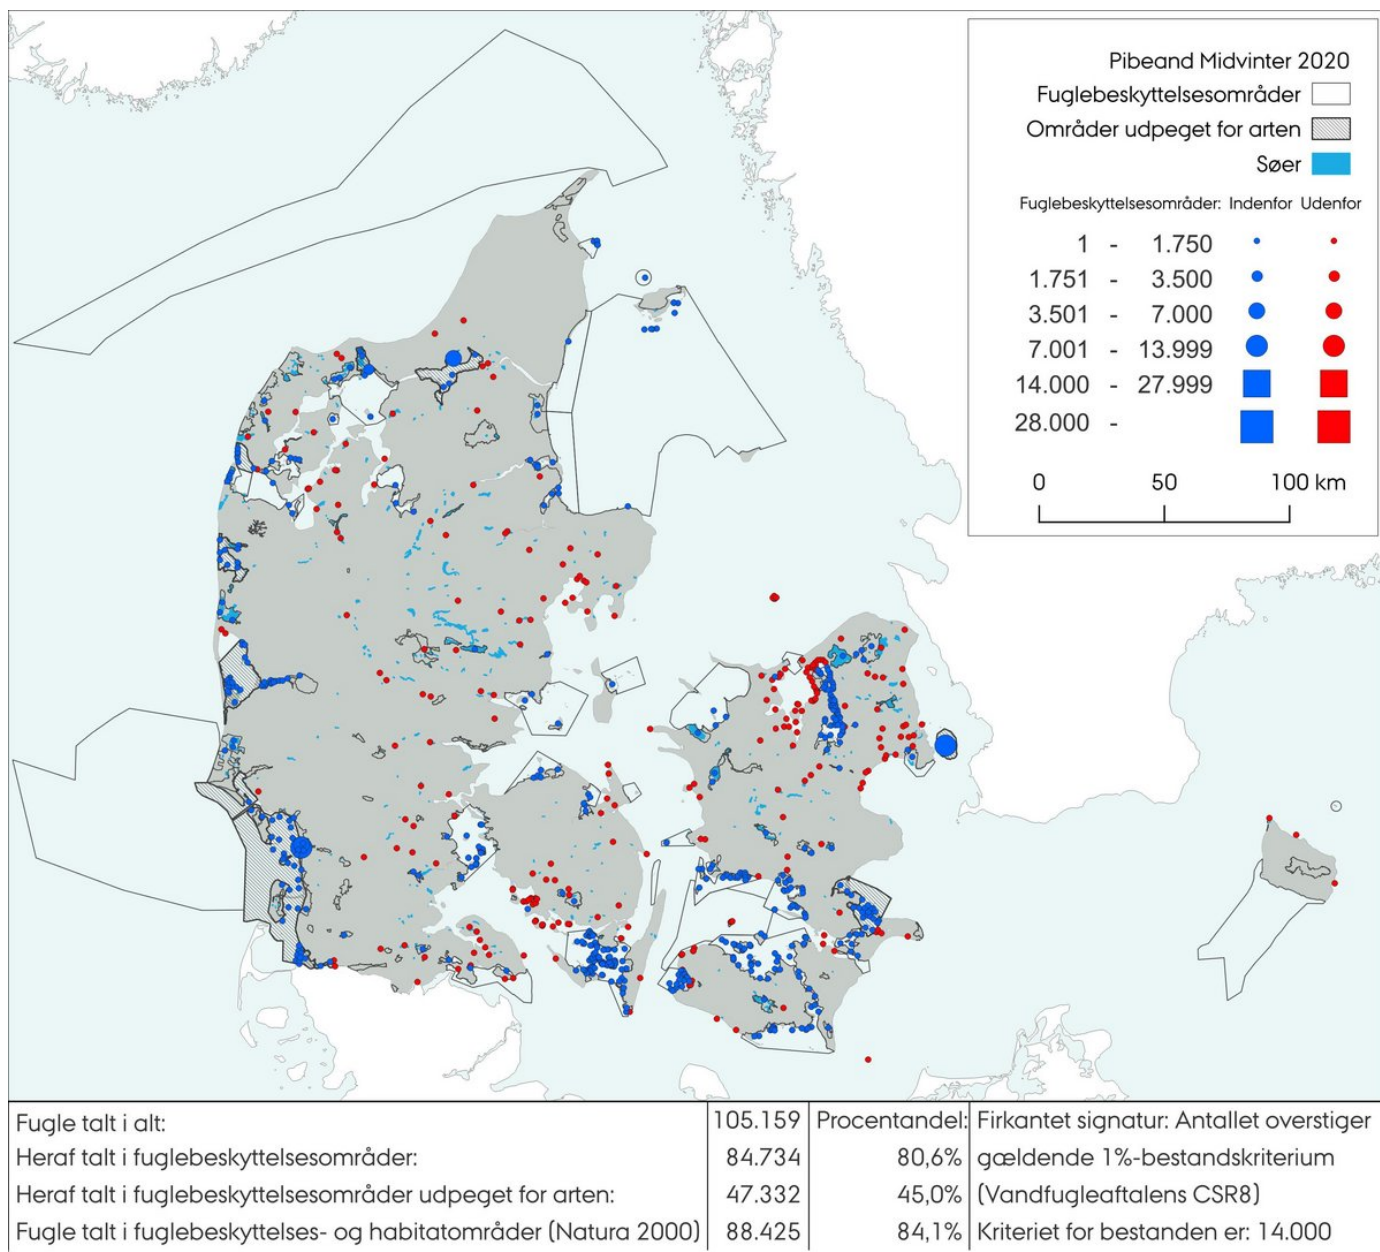 Pibeand Midvinter 2020
Fuglebeskyttelsesområder
Områder udpeget for arten
Søer
Fuglebeskyttelsesområder: Indenfor Udenfor
1 - 1.750
1.751 - 3.500
3.501 - 7.000
7.001 - 13.999
14.000 - 27.999
28.000 -
0 50 100 km
Fugle talt i alt: 105.159 Procentandel: Firkantet signatur: Antallet overstiger
Heraf talt i fuglebeskyttelsesområder: 84.734 80,6% gældende 1%-bestandskriterium
Heraf talt i fuglebeskyttelsesområder udpeget for arten: 47.332 45,0% (Vandfugleaftalens CSR8)
Fugle talt i fuglebeskyttelses- og habitatområder (Natura 2000) 88.425 84,1% Kriteriet for bestanden er: 14.000